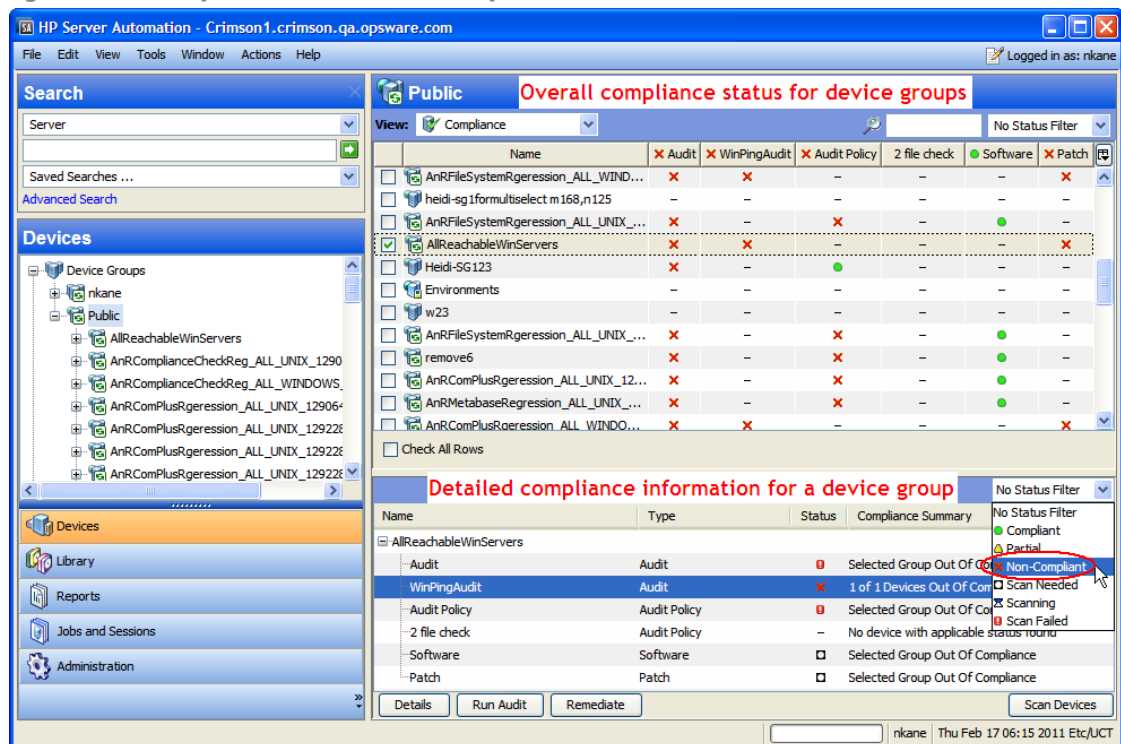 HP Server Automation - Crimson1.crimson.qa.opsware.com
File Edit View Tools Window Actions Help
Logged in as: nkane
Search
Server
Saved Searches ...
Advanced Search
Devices
Device Groups
nkane
Public
AllReachableWinServers
AnRComplianceCheckReg_ALL_UNIX_1290
AnRComplianceCheckReg_ALL_WINDOWS_
AnRComPlusRgeression_ALL_UNIX_12906
AnRComPlusRgeression_ALL_UNIX_12922
AnRComPlusRgeression_ALL_UNIX_12922
AnRComPlusRgeression_ALL_UNIX_12922
Devices
Library
Reports
Jobs and Sessions
Administration
Public Overall compliance status for device groups
View: Compliance No Status Filter
Name Audit WinPingAudit Audit Policy 2 file check Software Patch
AnRFileSystemRgeression_ALL_WIND... – – –
heidi-sg1formultiselect m168,n125 – – – – – –
AnRFileSystemRgeression_ALL_UNIX_... – – –
AllReachableWinServers – – –
Heidi-SG123 – – – –
Environments – – – – – –
w23 – – – – – –
AnRFileSystemRgeression_ALL_UNIX_... – – –
remove6 – – –
AnRComPlusRgeression_ALL_UNIX_12... – – –
AnRMetabaseRegression_ALL_UNIX_... – – –
AnRComPlusRgeression_ALL_WINDO... – – –
Check All Rows
Detailed compliance information for a device group No Status Filter
Name Type Status Compliance Summary
No Status Filter
Compliant
Partial
Non-Compliant
Scan Needed
Scanning
Scan Failed
AllReachableWinServers
Audit Audit Selected Group Out Of Co
WinPingAudit Audit 1 of 1 Devices Out Of Com
Audit Policy Audit Policy Selected Group Out Of Co
2 file check Audit Policy – No device with applicable status found
Software Software Selected Group Out Of Compliance
Patch Patch Selected Group Out Of Compliance
Details Run Audit Remediate Scan Devices
nkane Thu Feb 17 06:15 2011 Etc/UCT